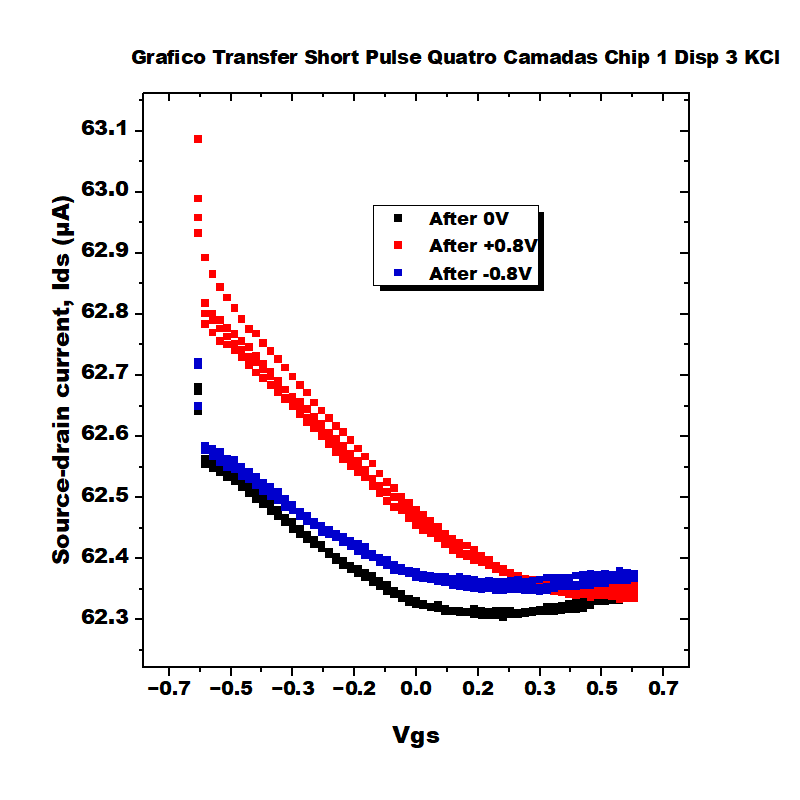 Grafico Transfer Short Pulse Quatro Camadas Chip 1 Disp 3 KCl
63.1
63.0
62.9
62.8
62.7
62.6
62.5
62.4
62.3
Source-drain current, Ids (µA)
After 0V
After +0.8V
After -0.8V
−0.7 −0.5 −0.3 −0.2 0.0 0.2 0.3 0.5 0.7
Vgs